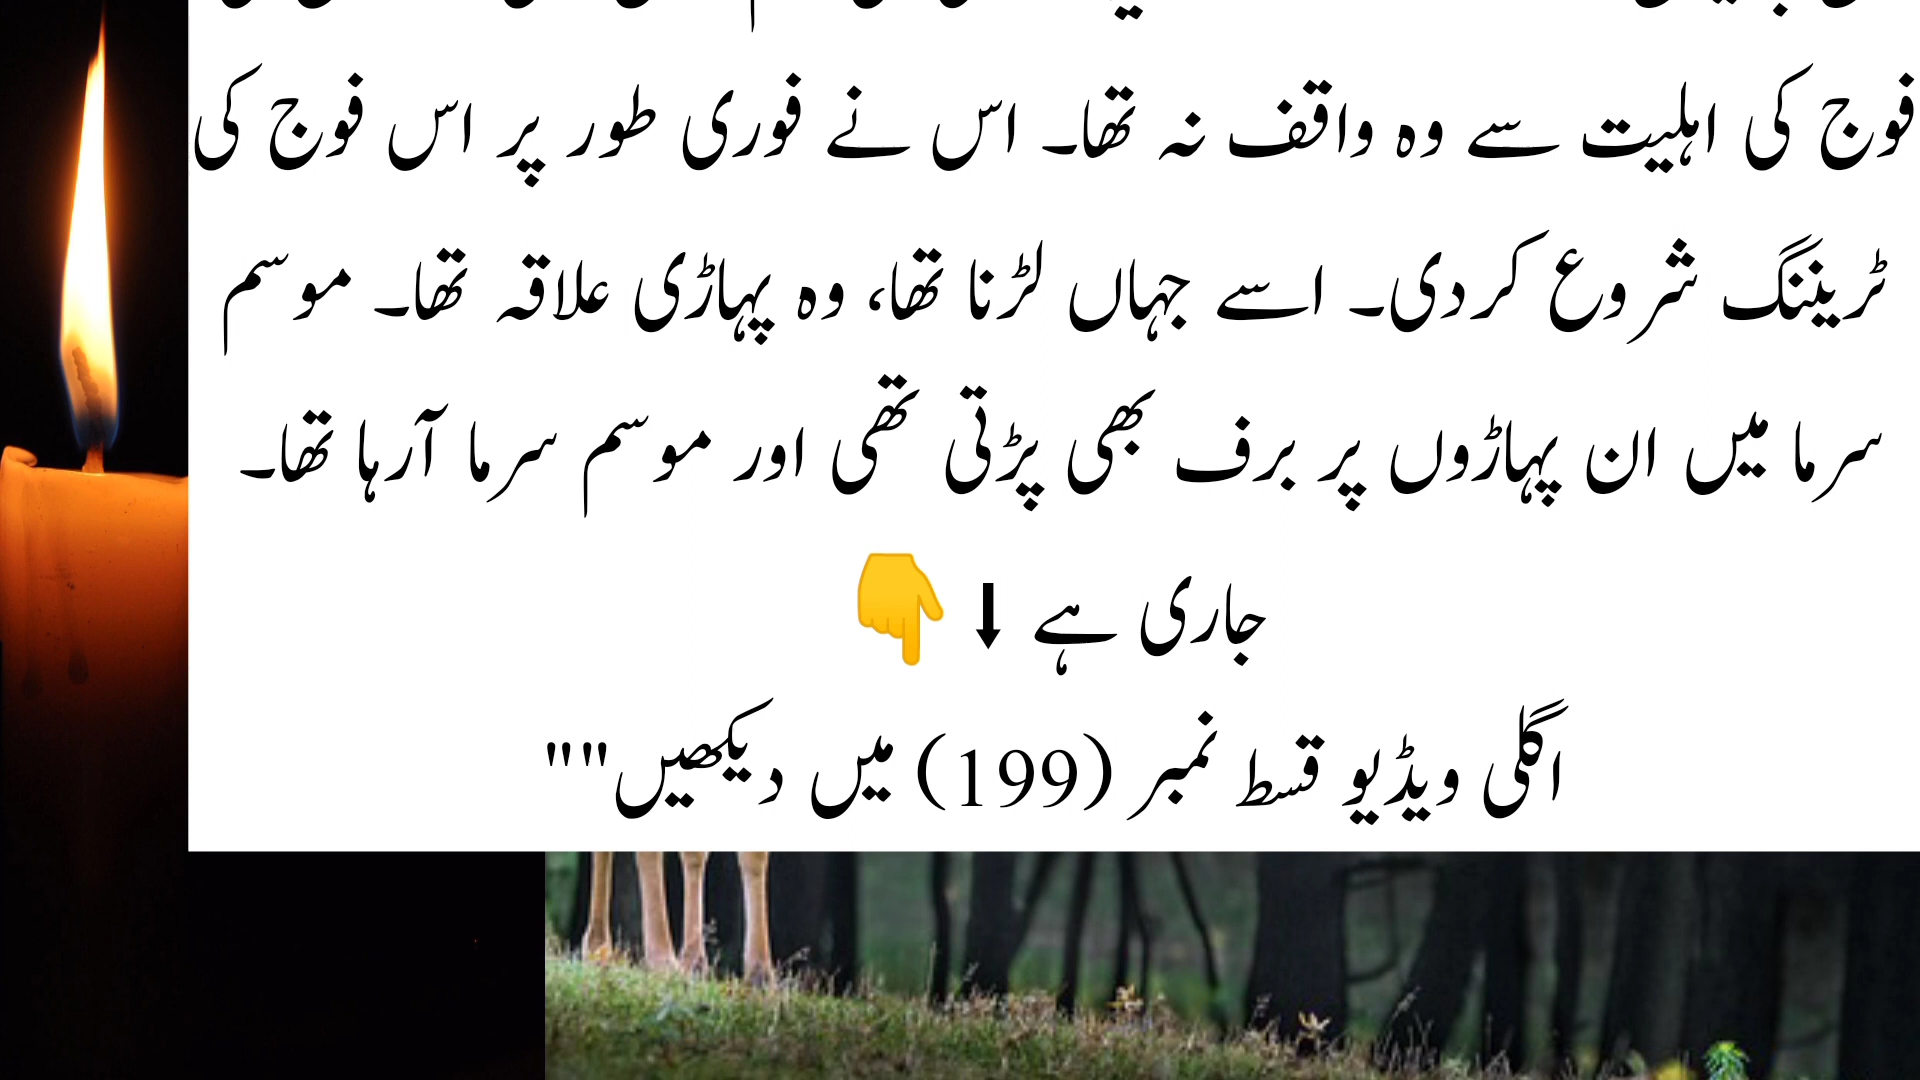 فوج کی اہلیت سے وہ واقف نہ تھا۔ اس نے فوری طور پر اس فوج کی
ٹریننگ شروع کردی۔ اسے جہاں لڑنا تھا، وہ پہاڑی علاقہ تھا۔ موسم
سرما میں ان پہاڑوں پر برف بھی پڑتی تھی اور موسم سرما آرہا تھا۔
جاری ہے ⬇ 👇
اگلی ویڈیو قسط نمبر (199) میں دیکھیں""